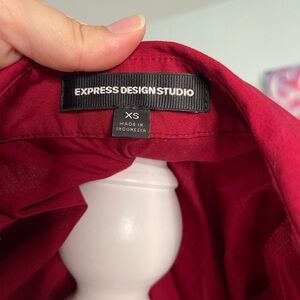 EXPRESS DESIGN STUDIO
XS
MADE IN
INDONESIA